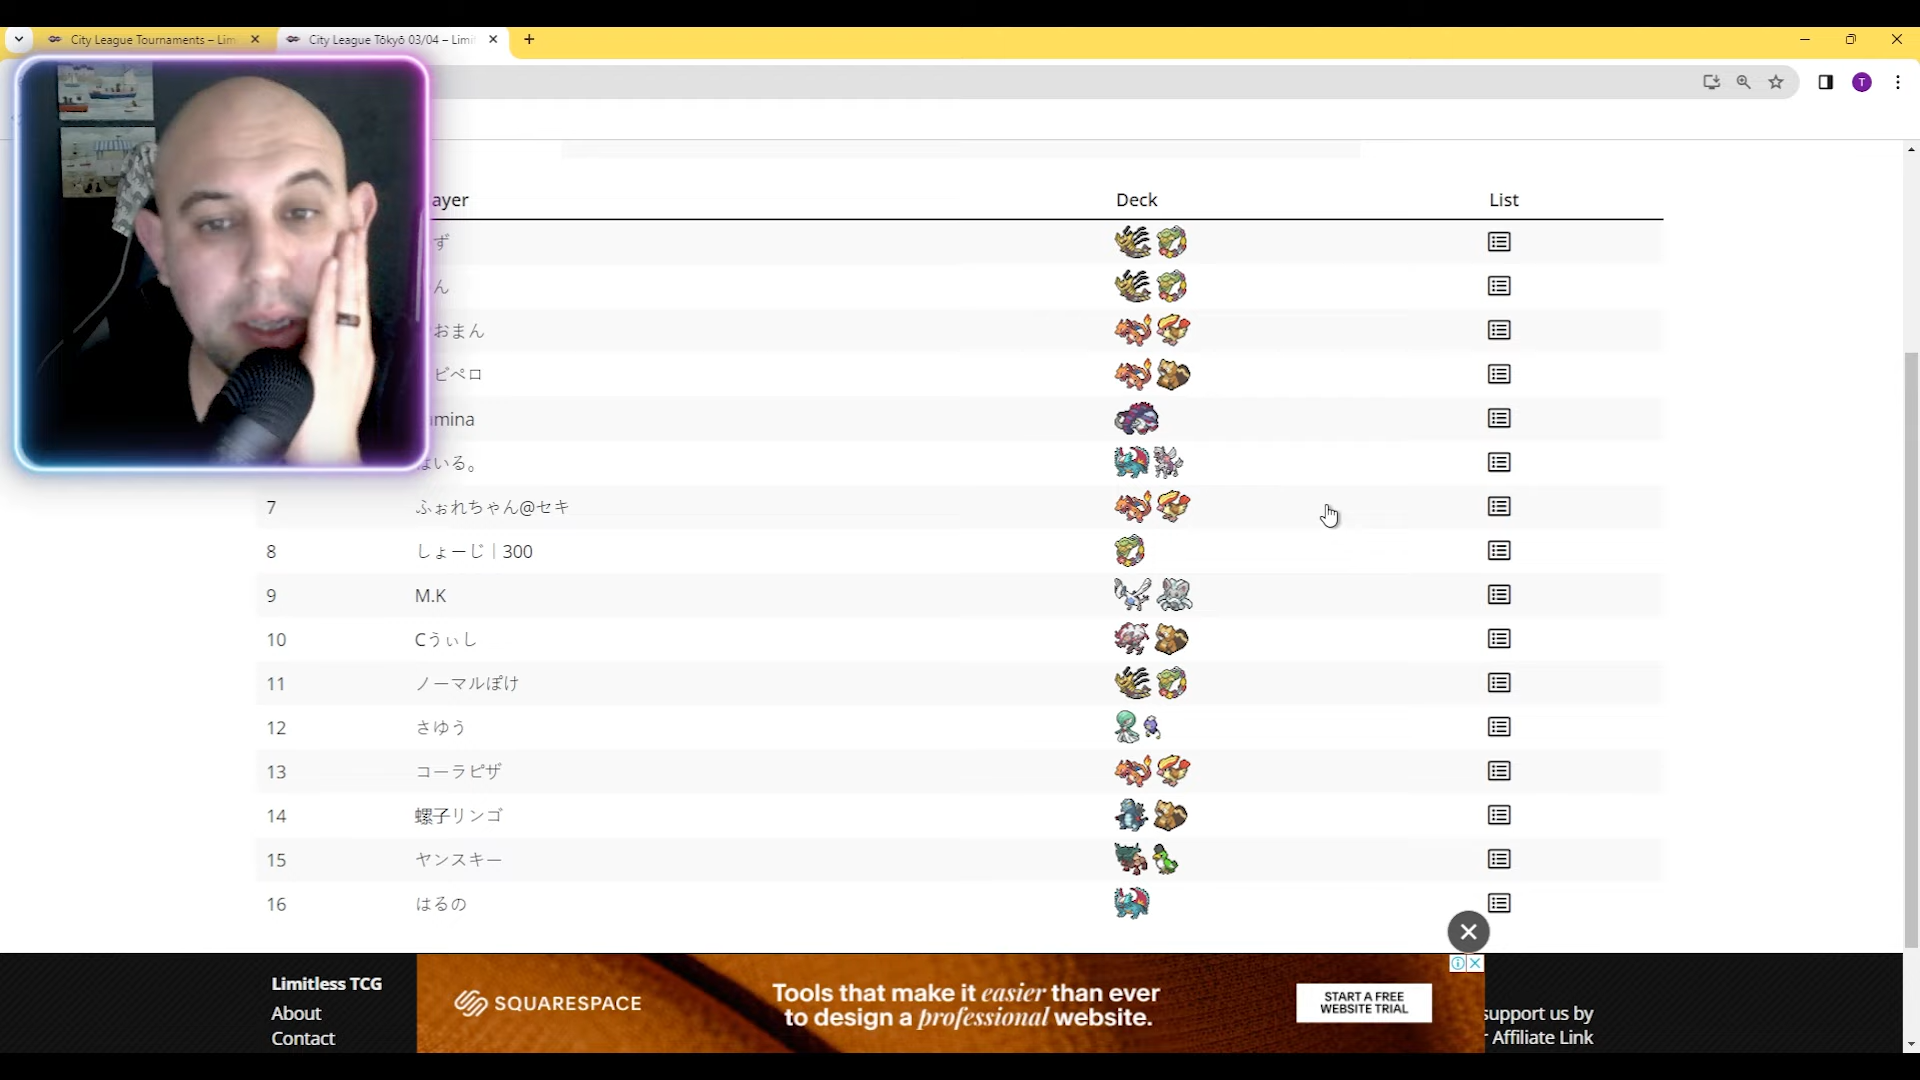 City League Tournaments – Lim
City League Tōkyō 03/04 – Limi
T
ayer
Deck
List
ず
ん
おまん
ピペロ
mina
はいる。
7
ふぉれちゃん@セキ
8
しょーじ｜300
9
M.K
10
Cうぃし
11
ノーマルぽけ
12
さゆう
13
コーラピザ
14
螺子リンゴ
15
ヤンスキー
16
はるの
Limitless TCG
About
Contact
SQUARESPACE
Tools that make it easier than ever
to design a professional website.
START A FREE
WEBSITE TRIAL
support us by
Affiliate Link